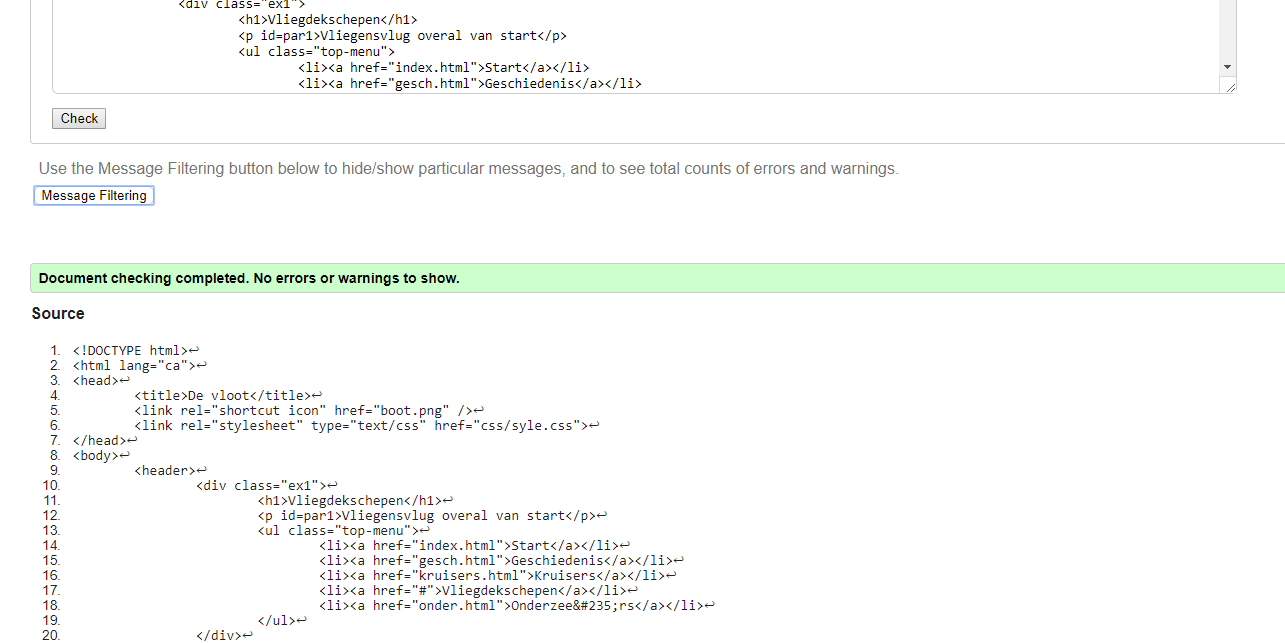 <div class="ex1">
<h1>Vliegdekschepen</h1>
<p id=par1>Vliegensvlug overal van start</p>
<ul class="top-menu">
<li><a href="index.html">Start</a></li>
<li><a href="gesch.html">Geschiedenis</a></li>
Check
Use the Message Filtering button below to hide/show particular messages, and to see total counts of errors and warnings.
Message Filtering
Document checking completed. No errors or warnings to show.
Source
1. <!DOCTYPE html>↩
2. <html lang="ca">↩
3. <head>↩
4. <title>De vloot</title>↩
5. <link rel="shortcut icon" href="boot.png" />↩
6. <link rel="stylesheet" type="text/css" href="css/syle.css">↩
7. </head>↩
8. <body>↩
9. <header>↩
10. <div class="ex1">↩
11. <h1>Vliegdekschepen</h1>↩
12. <p id=par1>Vliegensvlug overal van start</p>↩
13. <ul class="top-menu">↩
14. <li><a href="index.html">Start</a></li>↩
15. <li><a href="gesch.html">Geschiedenis</a></li>↩
16. <li><a href="kruisers.html">Kruisers</a></li>↩
17. <li><a href="#">Vliegdekschepen</a></li>↩
18. <li><a href="onder.html">Onderzee&#235;rs</a></li>↩
19. </ul>↩
20. </div>↩